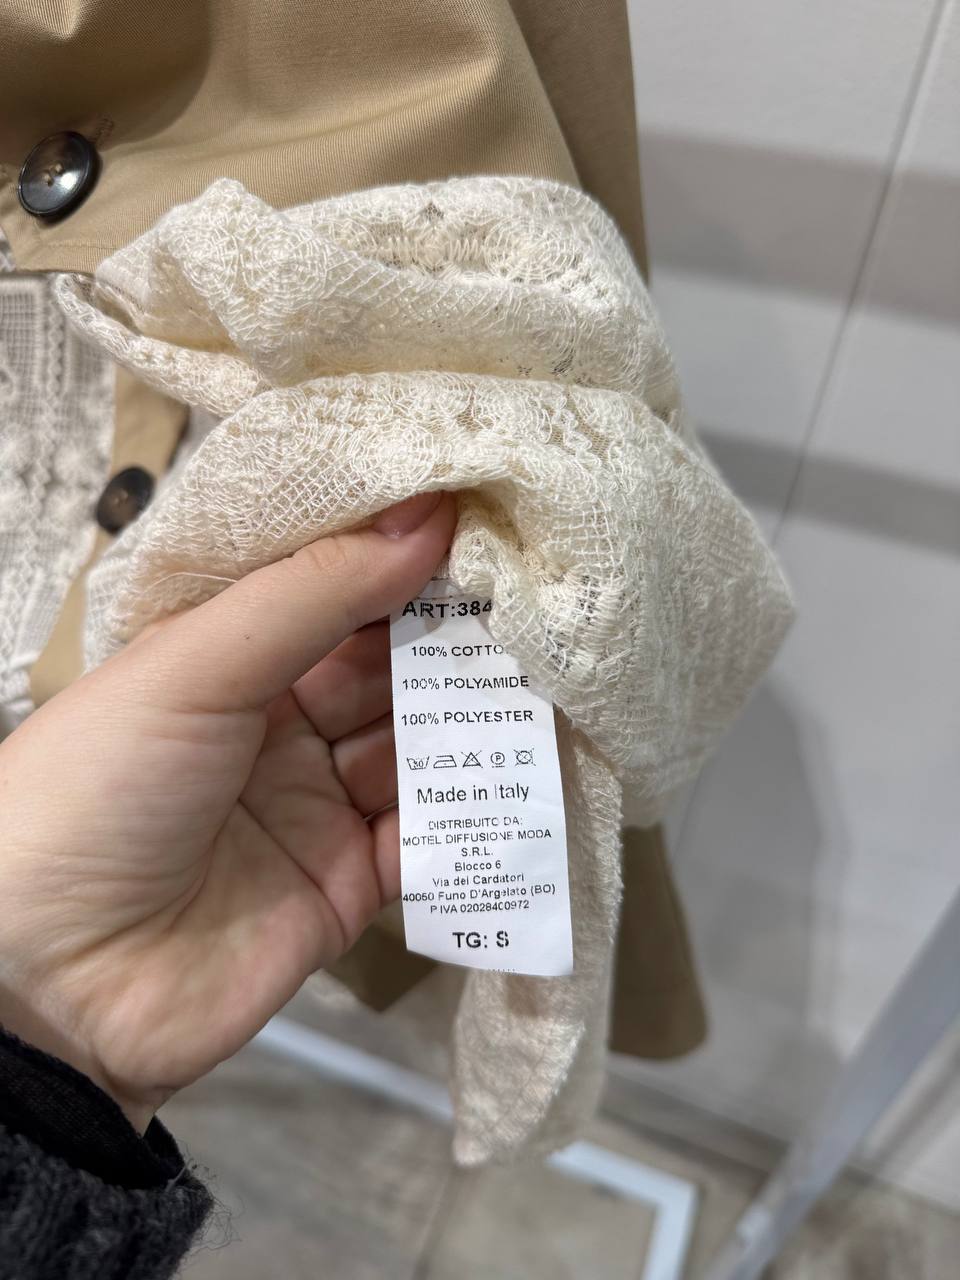 ART:384
100% COTTO
100% POLYAMIDE
100% POLYESTER
Made in Italy
DISTRIBUITO DA:
MOTEL DIFFUSIONE MODA
S.R.L.
Blocco 6
Via dei Cardatori
40050 Funo D'Argelato (BO)
P IVA 02028400972
TG: S